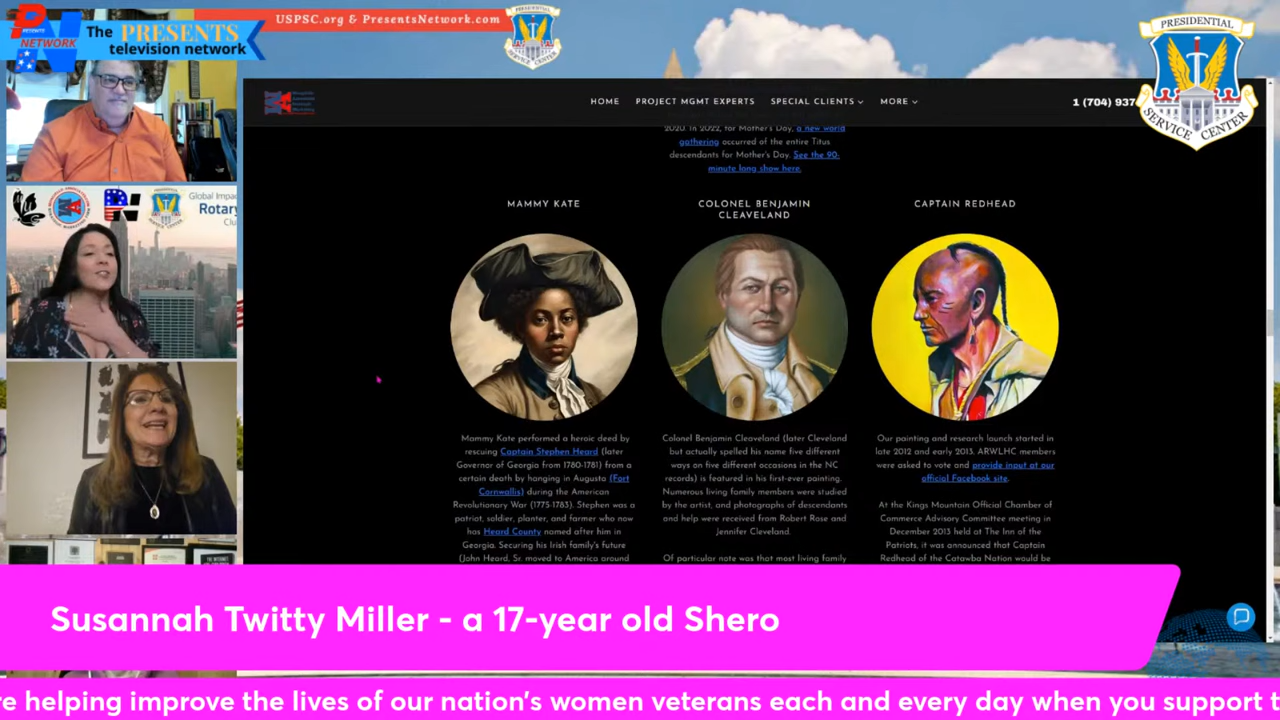 USPSC.org & PresentsNetwork.com
PRESENTS
NETWORK
The PRESENTS
television network
PRESIDENTIAL
SERVICE CENTER
HOME
PROJECT MGMT EXPERTS
SPECIAL CLIENTS
MORE
1 (704) 937
Global Impac
Rotary
Clu
2020. In 2022, for Mother's Day, a new world
gathering occurred of the entire Titus
descendants for Mother's Day. See the 90-
minute long show here.
MAMMY KATE
Mammy Kate performed a heroic deed by
rescuing Captain Stephen Heard (later
Governor of Georgia from 1780-1781) from a
certain death by hanging in Augusta (Fort
Cornwallis) during the American
Revolutionary War (1775-1783). Stephen was a
patriot, soldier, planter, and farmer who now
has Heard County named after him in
Georgia. Securing his Irish family's future
(John Heard, Sr. moved to America around
COLONEL BENJAMIN
CLEAVELAND
Colonel Benjamin Cleaveland (later Cleveland
but actually spelled his name five different
ways on five different occasions in the NC
records) is featured in his first-ever painting.
Numerous living family members were studied
by the artist, and photographs of descendants
and help were received from Robert Rose and
Jennifer Cleveland.
Of particular note was that most living family
CAPTAIN REDHEAD
Our painting and research launch started in
late 2012 and early 2013. ARWLHC members
were asked to vote and provide input at our
official Facebook site.
At the Kings Mountain Official Chamber of
Commerce Advisory Committee meeting in
December 2013 held at The Inn of the
Patriots, it was announced that Captain
Redhead of the Catawba Nation would be
Susannah Twitty Miller - a 17-year old Shero
re helping improve the lives of our nation's women veterans each and every day when you support t